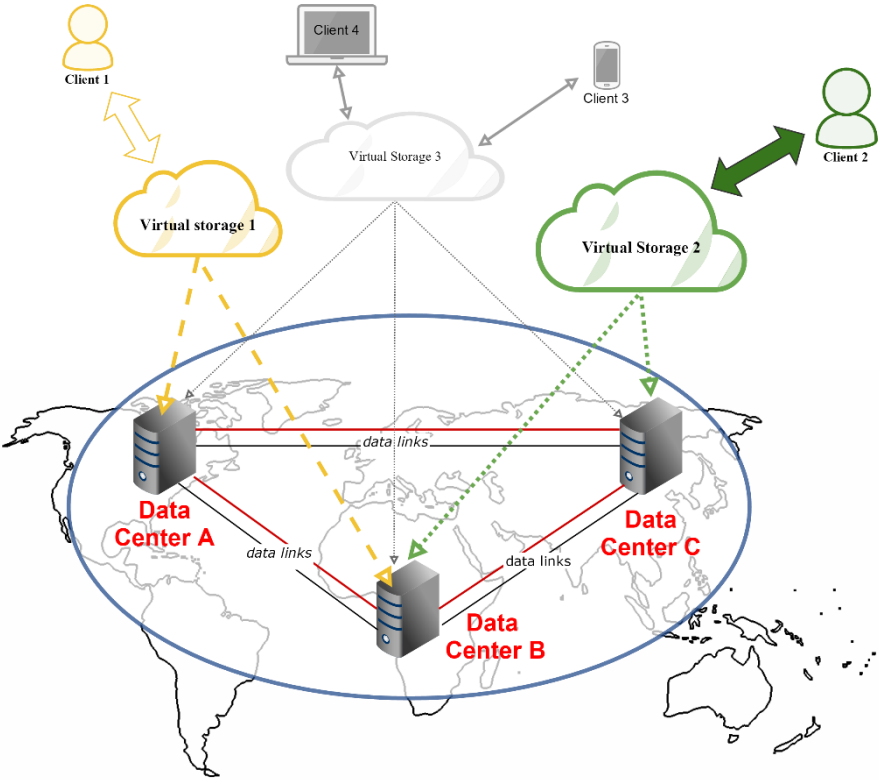 Client 4
Client 1
Client 3
Client 2
Virtual Storage 3
Virtual storage 1
Virtual Storage 2
data links
Data
Center A
Data
Center C
data links
data links
Data
Center B